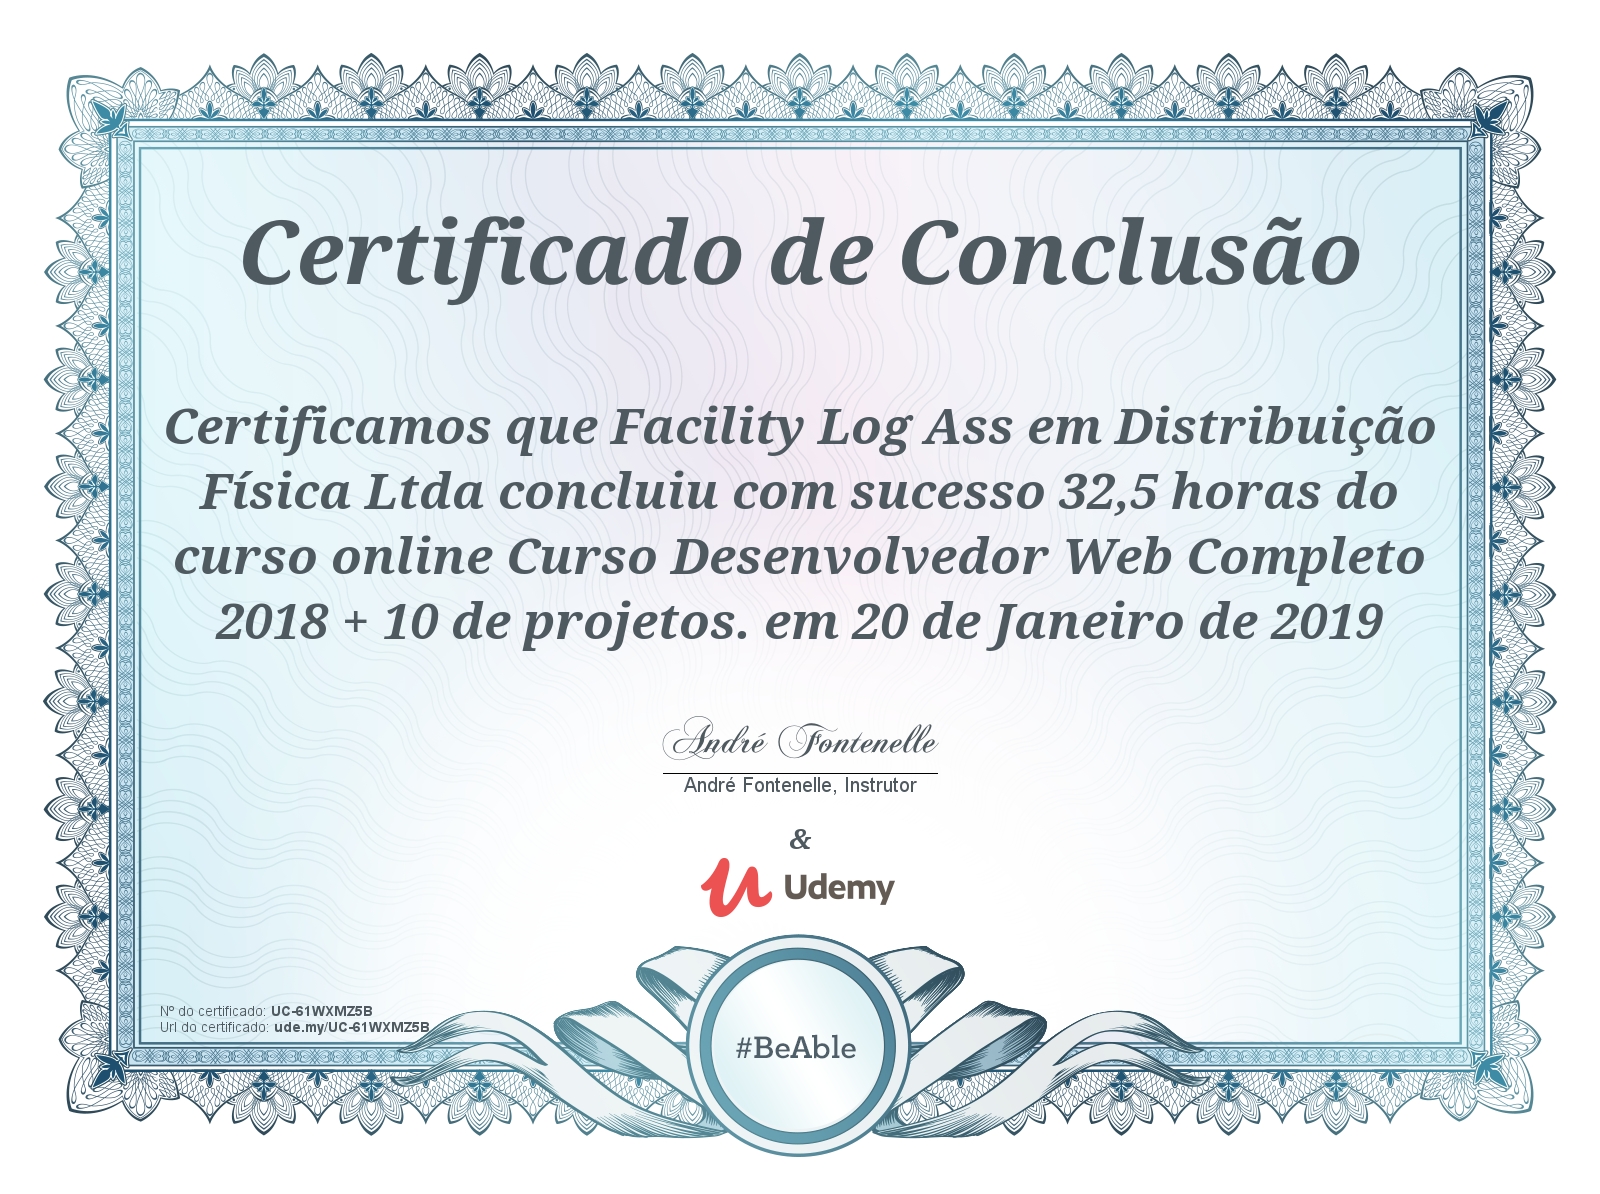 Certificado de Conclusão
Certificamos que Facility Log Ass em Distribuição
Física Ltda concluiu com sucesso 32,5 horas do
curso online Curso Desenvolvedor Web Completo
2018 + 10 de projetos. em 20 de Janeiro de 2019
André Fontenelle
André Fontenelle, Instrutor
&
Udemy
Nº do certificado: UC-61WXMZ5B
Url do certificado: ude.my/UC-61WXMZ5B
#BeAble